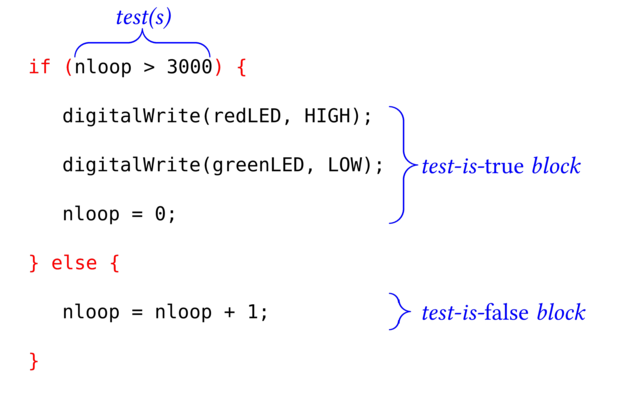 test(s)
if (nloop > 3000) {
digitalWrite(redLED, HIGH);
digitalWrite(greenLED, LOW);
test-is-true block
nloop = 0;
} else {
nloop = nloop + 1;
test-is-false block
}